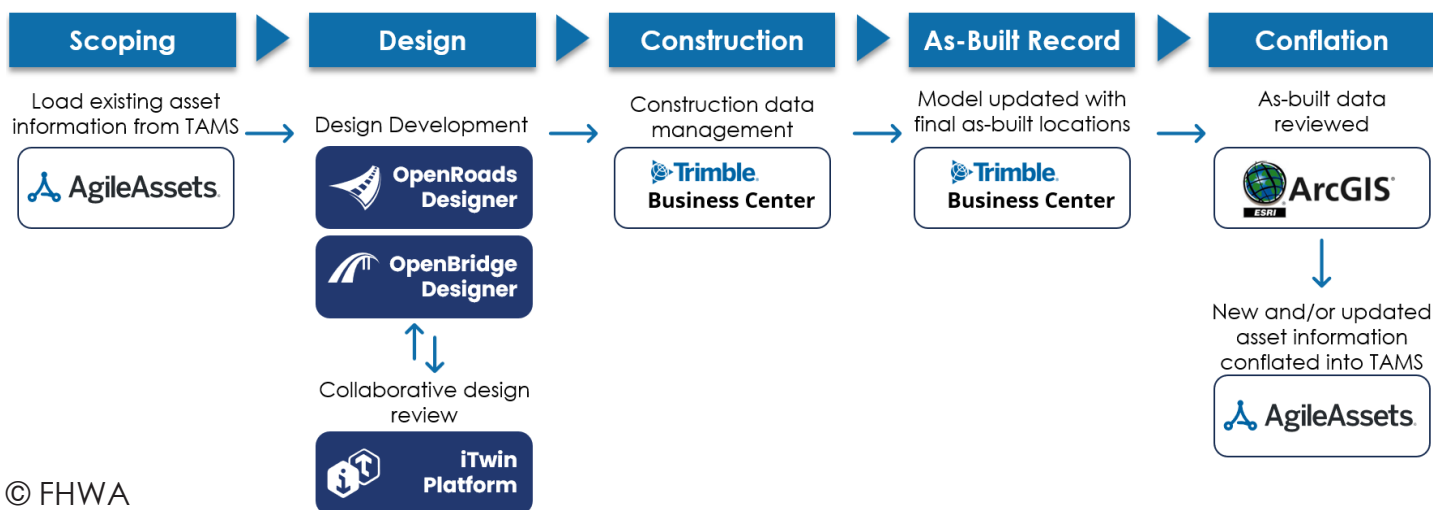 Scoping
Design
Construction
As-Built Record
Conflation
Load existing asset
information from TAMS
AgileAssets.
Design Development
OpenRoads
Designer
OpenBridge
Designer
Collaborative design
review
iTwin
Platform
Construction data
management
Trimble.
Business Center
Model updated with
final as-built locations
Trimble.
Business Center
As-built data
reviewed
ArcGIS®
ESRI
New and/or updated
asset information
conflated into TAMS
AgileAssets.
© FHWA